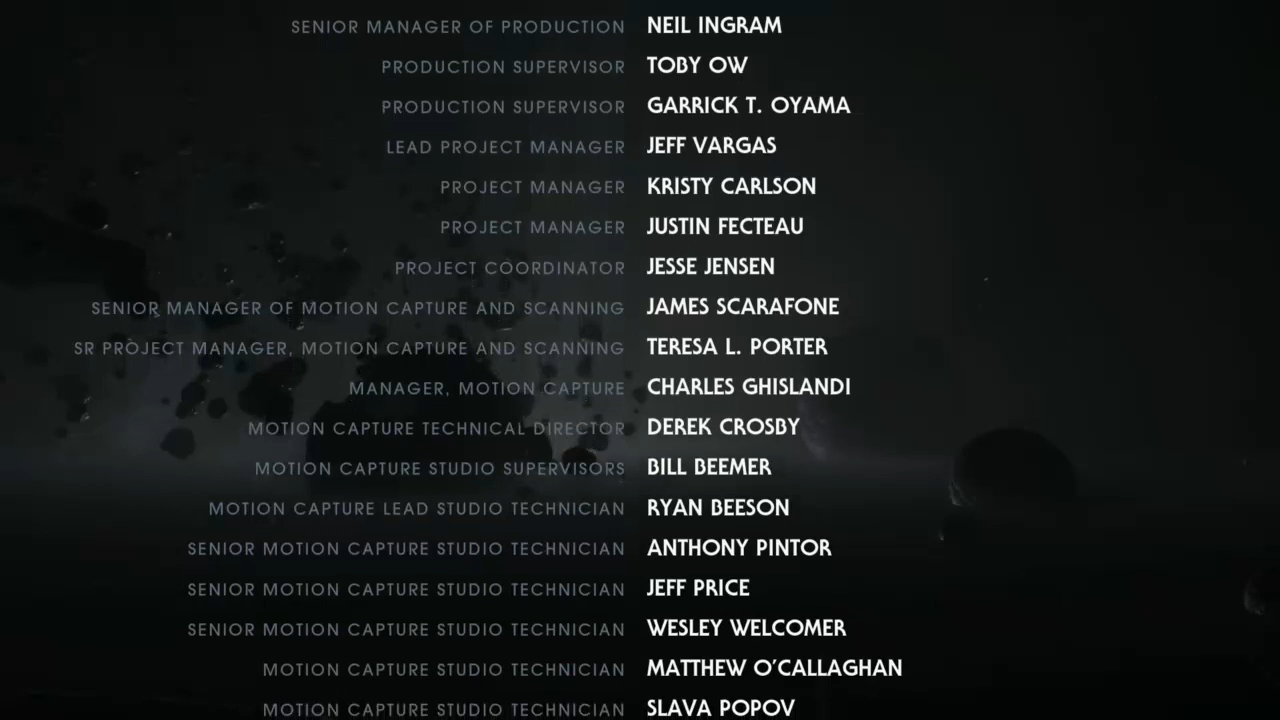 SENIOR MANAGER OF PRODUCTION NEIL INGRAM
PRODUCTION SUPERVISOR TOBY OW
PRODUCTION SUPERVISOR GARRICK T. OYAMA
LEAD PROJECT MANAGER JEFF VARGAS
PROJECT MANAGER KRISTY CARLSON
PROJECT MANAGER JUSTIN FECTEAU
PROJECT COORDINATOR JESSE JENSEN
SENIOR MANAGER OF MOTION CAPTURE AND SCANNING JAMES SCARAFONE
SR PROJECT MANAGER, MOTION CAPTURE AND SCANNING TERESA L. PORTER
MANAGER, MOTION CAPTURE CHARLES GHISLANDI
MOTION CAPTURE TECHNICAL DIRECTOR DEREK CROSBY
MOTION CAPTURE STUDIO SUPERVISORS BILL BEEMER
MOTION CAPTURE LEAD STUDIO TECHNICIAN RYAN BEESON
SENIOR MOTION CAPTURE STUDIO TECHNICIAN ANTHONY PINTOR
SENIOR MOTION CAPTURE STUDIO TECHNICIAN JEFF PRICE
SENIOR MOTION CAPTURE STUDIO TECHNICIAN WESLEY WELCOMER
MOTION CAPTURE STUDIO TECHNICIAN MATTHEW O'CALLAGHAN
MOTION CAPTURE STUDIO TECHNICIAN SLAVA POPOV